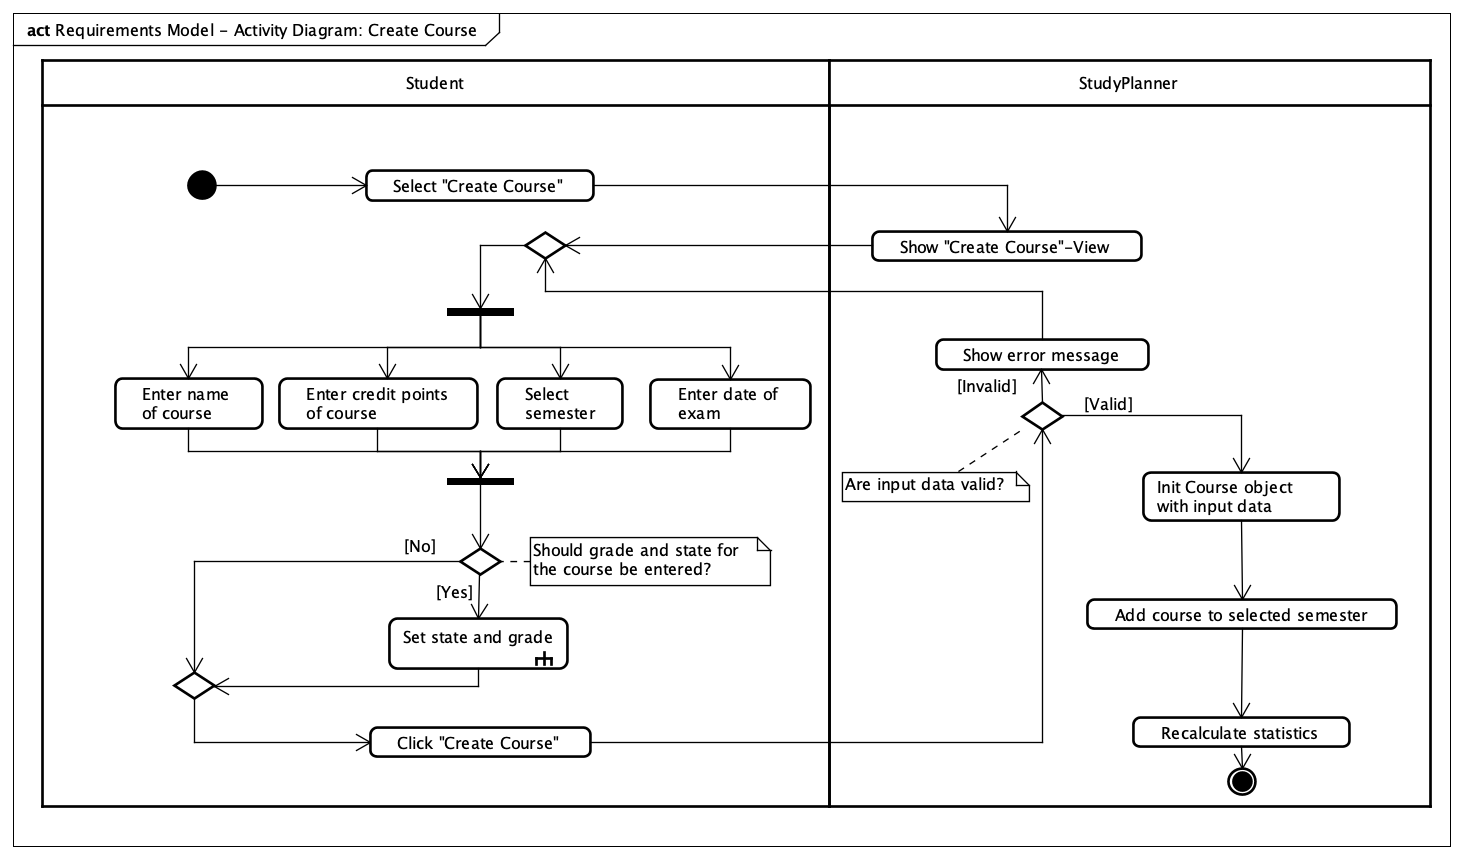 act Requirements Model - Activity Diagram: Create Course
Student
StudyPlanner
Select "Create Course"
Show "Create Course"-View
Show error message
[Invalid]
[Valid]
Enter name
of course
Enter credit points
of course
Select
semester
Enter date of
exam
Are input data valid?
Init Course object
with input data
[No]
Should grade and state for
the course be entered?
[Yes]
Set state and grade
Add course to selected semester
Click "Create Course"
Recalculate statistics